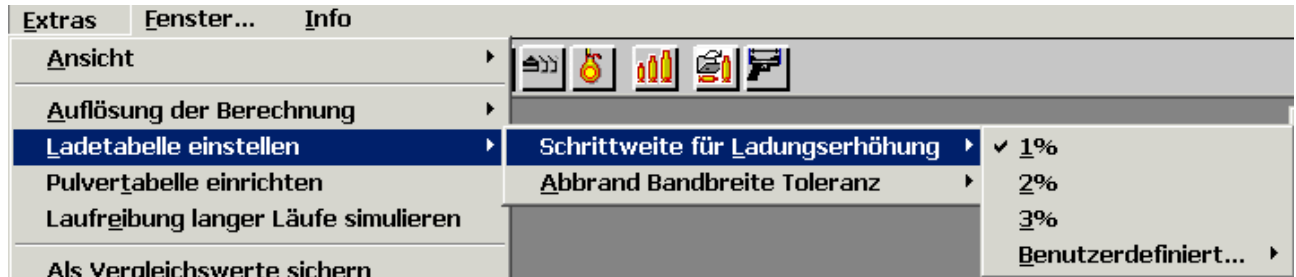 Extras Fenster... Info
Ansicht
Auflösung der Berechnung
Ladetabelle einstellen
Schrittweite für Ladungserhöhung
1%
Pulvertabelle einrichten
Abbrand Bandbreite Toleranz
2%
Laufreibung langer Läufe simulieren
3%
Benutzerdefiniert...
Als Vergleichswerte sichern